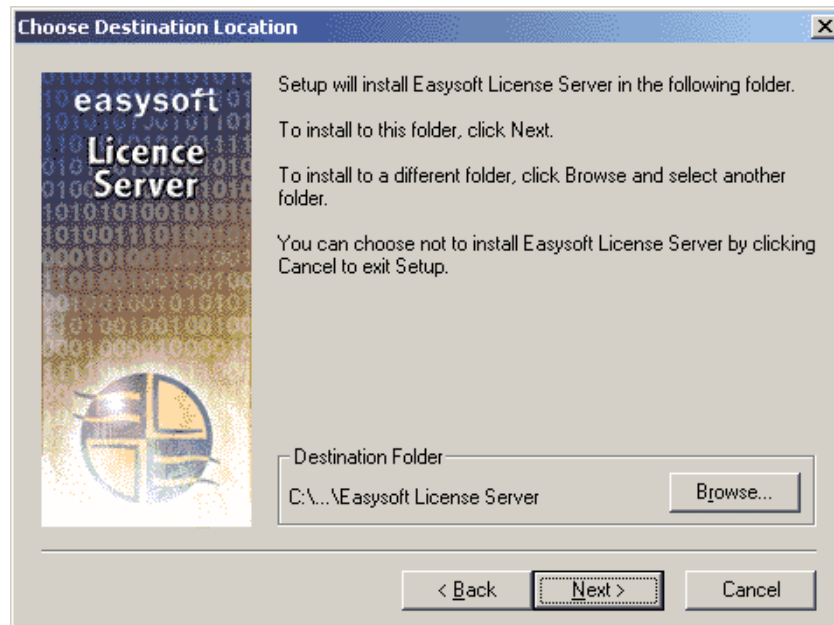 Choose Destination Location
easysoft
Licence
Server
Setup will install Easysoft License Server in the following folder.
To install to this folder, click Next.
To install to a different folder, click Browse and select another
folder.
You can choose not to install Easysoft License Server by clicking
Cancel to exit Setup.
Destination Folder
C:\...\Easysoft License Server
Browse...
< Back
Next >
Cancel